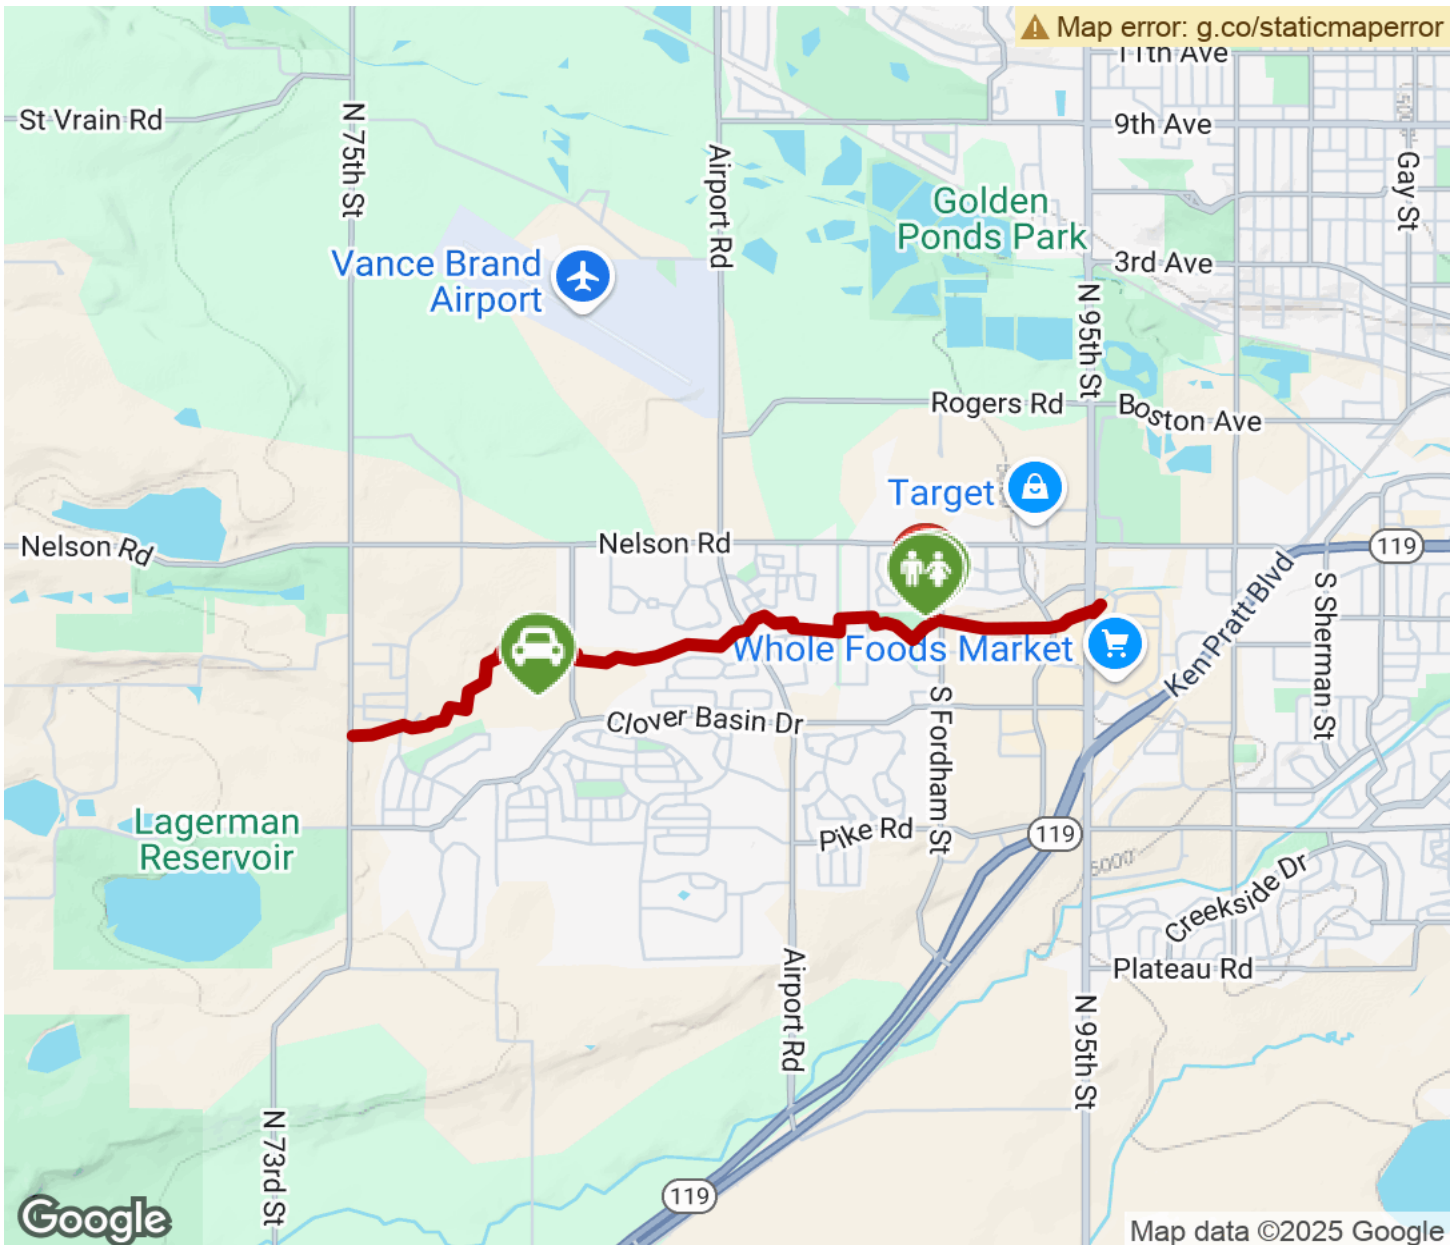 Map error: g.co/staticmaperror
11th Ave
St Vrain Rd
N 75th St
Airport Rd
9th Ave
Gay St
Golden
Ponds Park
Vance Brand
Airport
3rd Ave
N 95th St
Rogers Rd
Boston Ave
Target
Nelson Rd
Nelson Rd
119
Ken Pratt Blvd
S Sherman St
Whole Foods Market
Clover Basin Dr
S Fordham St
Lagerman
Reservoir
Pike Rd
119
5000'
Creekside Dr
Plateau Rd
Airport Rd
N 95th St
N 73rd St
119
Google
Map data ©2025 Google